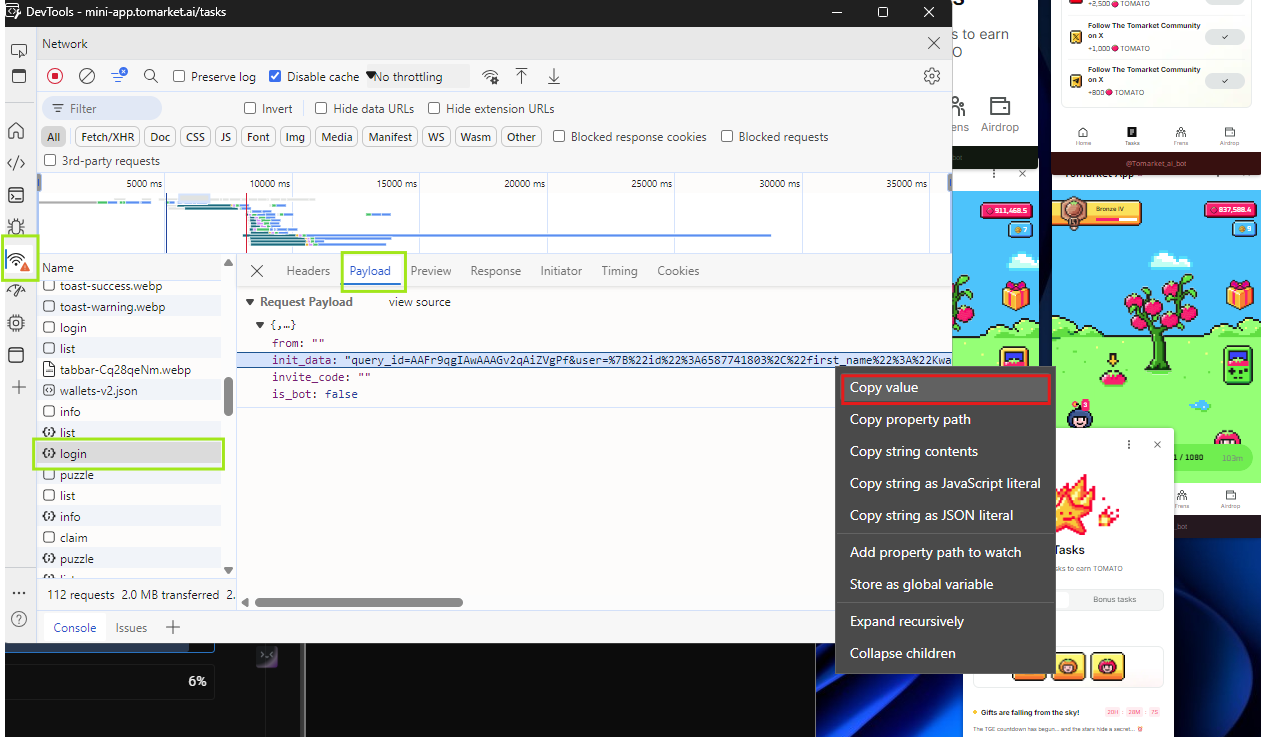 DevTools - mini-app.tomarket.ai/tasks
Network
Preserve log
Disable cache
No throttling
Filter
Invert
Hide data URLs
Hide extension URLs
All
Fetch/XHR
Doc
CSS
JS
Font
Img
Media
Manifest
WS
Wasm
Other
Blocked response cookies
Blocked requests
3rd-party requests
5000 ms
10000 ms
15000 ms
20000 ms
25000 ms
30000 ms
35000 ms
Name
toast-success.webp
toast-warning.webp
login
list
tabbar-Cq28qeNm.webp
wallets-v2.json
info
list
login
puzzle
list
info
claim
puzzle
112 requests
2.0 MB transferred
2.
Headers
Payload
Preview
Response
Initiator
Timing
Cookies
Request Payload
view source
{,…}
from: ""
init_data: "query_id=AAFr9qgIAwAAAGv2qAiZVgPf&user=%7B%22id%22%3A6587741803%2C%22first_name%22%3A%22Kwa
invite_code: ""
is_bot: false
Copy value
Copy property path
Copy string contents
Copy string as JavaScript literal
Copy string as JSON literal
Add property path to watch
Store as global variable
Expand recursively
Collapse children
Console
Issues
6%
s to earn
O
ens
Airdrop
bot
+2,500 TOMATO
Follow The Tomarket Community
on X
+1,000 TOMATO
Follow The Tomarket Community
on X
+800 TOMATO
Home
Tasks
Frens
Airdrop
@Tomarket_ai_bot
Tomarket App
911,468.5
7
Bronze IV
837,588.4
9
3
1 / 1080
103m
Frens
Airdrop
_bot
Tasks
sks to earn TOMATO
Bonus tasks
Gifts are falling from the sky!
20H : 28M : 7S
The TGE countdown has begun... and the stars hide a secret...